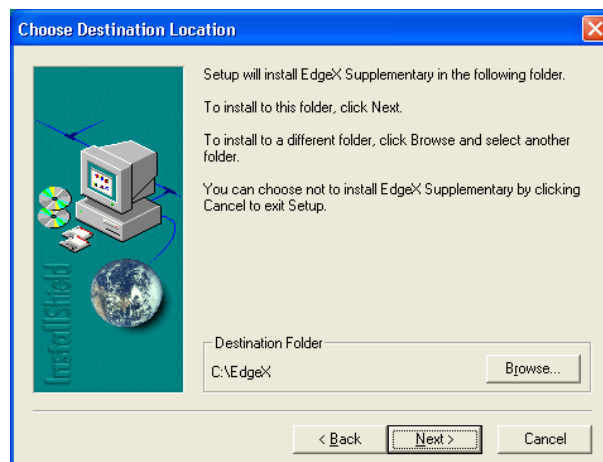 Choose Destination Location
Setup will install EdgeX Supplementary in the following folder.
To install to this folder, click Next.
To install to a different folder, click Browse and select another
folder.
You can choose not to install EdgeX Supplementary by clicking
Cancel to exit Setup.
InstallShield
Destination Folder
C:\EdgeX
Browse...
< Back
Next >
Cancel